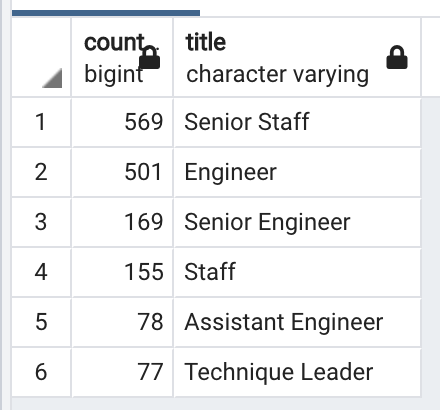 count title
bigint character varying
1 569 Senior Staff
2 501 Engineer
3 169 Senior Engineer
4 155 Staff
5 78 Assistant Engineer
6 77 Technique Leader